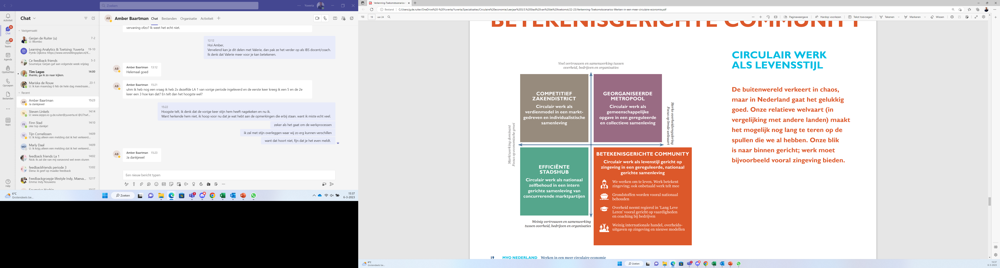 Zoeken
Yuverta
Activiteit
Chat
Teams
Agenda
Opdrachten
Oproepen
Bestanden
Apps
Help
1
Chat
Vastgemaakt
Gerjan de Ruiter (u) 7-2
U: Wombo
Learning Analytics & Toetsing: Yuverta 19-10
Pytrik Dijkstra: https://www.versnellingsplan.nl/K...
Ce feedback friends 5-3
Soumeiya: Gerjan gaf aan volgende week vrijdag
Tim Lagas 14:00
thanks, ga ik zo naar kijken.
Mariska de Rouw 23-1
U: Ik kan maandag 6 feb de hele dag meedraaie...
Recent
AB Amber Baartman 15:23
Ja dankjewel
SL Steven Linkels 14:14
U: www.seppo.io g.de.ruiter@yuverta.nl @U7twf...
FS Finn Stad 14:10
oke top dankje!
TC Tijn Cornelissen 14:09
U: Ik krijg alleen een melding dat ik het verkeerd...
MD Marly Daal 14:09
U: Ik krijg alleen een melding dat ik het verkeerd...
feedback friends La 1 14:02
Nick: Ik zal die van mij vanavond wel even sturen
feedbackfriends periode 3 13:02
Elena: ik geef op maaike feedback
Feedbackgroepje lifestyle Indy, Maeva... 12:17
Emma: Indy Nouwens
Soumeiya Hachin 10:37
AB Amber Baartman Chat Bestanden Organisatie Activiteit
vervaning ofzo? Ik weet het echt niet.
12:12
Hoi Amber,
Vervelend kan je dit delen met Valerie, dan pak ze het verder op als IBS docent/coach.
Ik denk dat Valerie meer voor je kan betekenen.
AB Amber Baartman 13:12
Helemaal goed
AB Amber Baartman 15:21
uhm ik heb nog een vraag ik heb 2x dezelfde LA 1 van vorige periode ingeleverd en de eerste keer kreeg ik een 5 en de 2e
keer een 3 hoe kan dat? En telt dan het hoogste wel?
15:22
Hoogste telt, ik denk dat de vorige keer stijn hem heeft nagekeken en nu ik.
Want herkende hem niet, ik hoop voor nu dat je wat hebt aan de opmerkingen die erbij staan. want ik miste echt veel.
zeker als het gaat om de werkprocessen
ik zal met stijn overleggen waar wij zo erg kunnen verschillen
want dat hoort niet, fijn dat je het even meldt.
AB Amber Baartman 15:23
Ja dankjewel
Een nieuw bericht typen
6°C
Grotendeels be...
Zoeken
15:37
6-3-2023
Verkenning-Toekomstscenarios-
Bestand C:/Users/g.de.ruiter/OneDrive%20-%20Yuverta/Yuverta/Specialisaties/Circulaire%20economie/Leerjaar%203/3.%20Stad%20van%20de%20toekomst/22-23/Verkenning-Toekomstscenarios-Werken-in-een-meer-circulaire-economie.pdf
19 van 24
Paginaweergave Hardop voorlezen Tekst toevoegen Tekenen Markeren Wissen
BETEKENISGERICHTE COMMUNITY
Veel vertrouwen en samenwerking tussen
overheid, bedrijven en organisaties
COMPETITIEF
ZAKENDISTRICT
Circulair werk als
verdienmodel in een markt-
gedreven en individualistische
samenleving
GEORGANISEERDE
METROPOOL
Circulair werk als
gemeenschappelijke
opgave in een gereguleerde
en collectieve samenleving
Marktwerking dominant
Focus op economische groei
Sterke overheidsregulering
Focus op brede welvaart
EFFICIËNTE
STADSHUB
Circulair werk als nationaal
zelfbehoud in een intern
gerichte samenleving van
concurrerende marktpartijen
BETEKENISGERICHTE COMMUNITY
Circulair werk als levenstijl gericht op
zingeving in een gereguleerde, nationaal
gerichte samenleving
We werken om te leven. Werk betekent
zingeving; ook onbetaald werk telt mee
Grondstoffen worden vooral nationaal
behouden
Overheid neemt regierol in 'Lang Leve
Leren' vooral gericht op vaardigheden
en coaching bij bedrijven
Weinig internationale handel, overheids-
uitgaven op zingeving en nieuwe modellen
Weinig vertrouwen en samenwerking
tussen overheid, bedrijven en organisaties
CIRCULAIR WERK
ALS LEVENSSTIJL
De buitenwereld verkeert in chaos,
maar in Nederland gaat het gelukkig
goed. Onze relatieve welvaart (in
vergelijking met andere landen) maakt
het mogelijk nog lang te teren op de
spullen die we al hebben. Onze blik
is naar binnen gericht; werk moet
bijvoorbeeld vooral zingeving bieden.
19 MVO NEDERLAND Werken in een meer circulaire economie
6°C
Grotendeels be...
Zoeken
15:37
6-3-2023